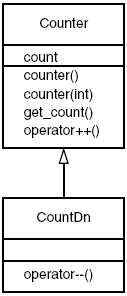 Counter
count
counter()
counter(int)
get_count()
operator++()
CountDn
operator--()